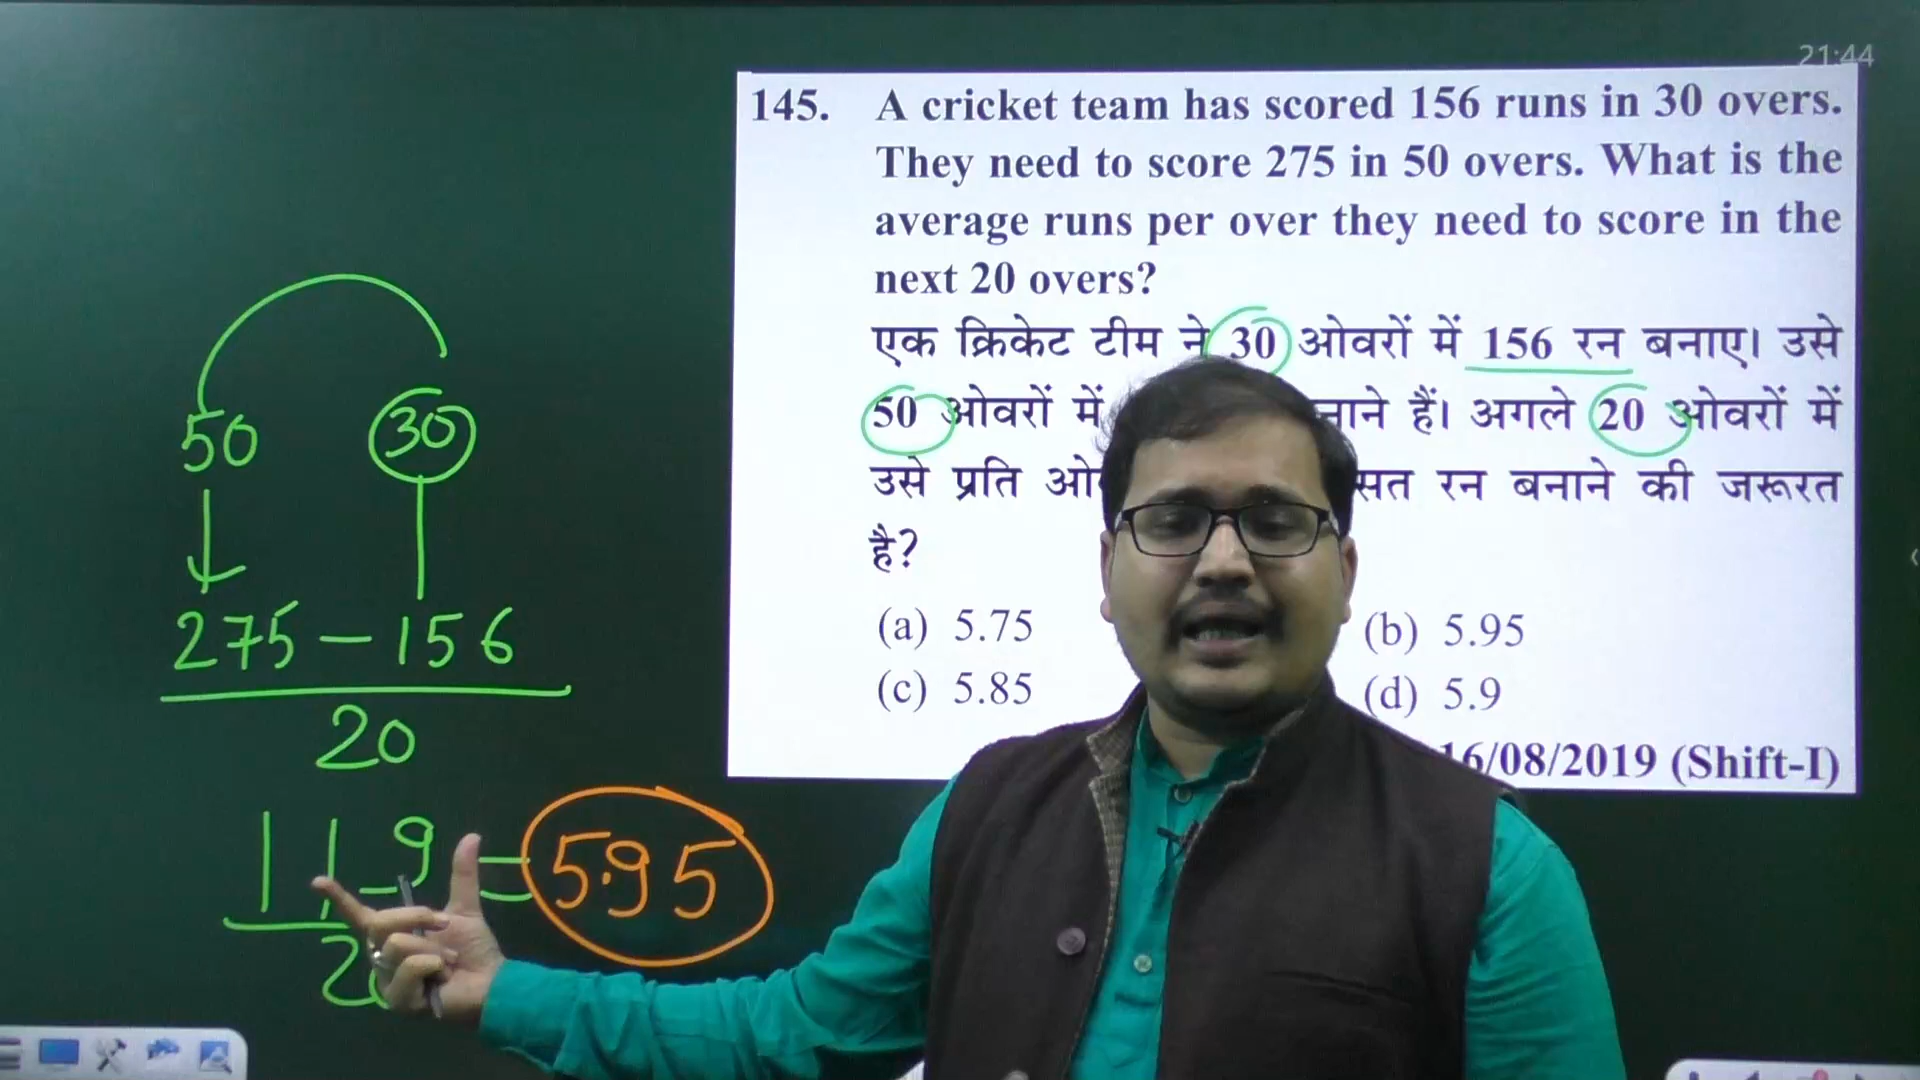 21:44
145. A cricket team has scored 156 runs in 30 overs.
They need to score 275 in 50 overs. What is the
average runs per over they need to score in the
next 20 overs?
एक क्रिकेट टीम ने 30 ओवरों में 156 रन बनाए। उसे
50 ओवरों में नाने हैं। अगले 20 ओवरों में
उसे प्रति सत रन बनाने की जरूरत
है?
(a) 5.75 (b) 5.95
(c) 5.85 (d) 5.9
16/08/2019 (Shift-I)
50 30
275 - 156
20
119 = 5.95